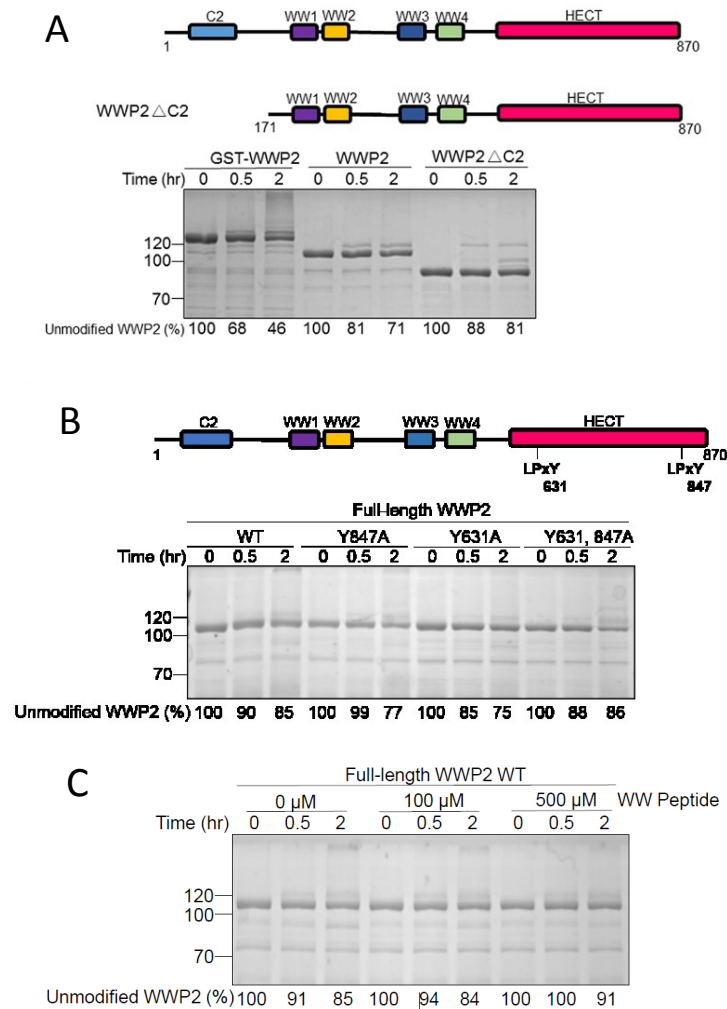 A
C2 WW1 WW2 WW3 WW4 HECT
1 870
WWP2 △C2 WW1 WW2 WW3 WW4 HECT
171 870
GST-WWP2 WWP2 WWP2 △C2
Time (hr) 0 0.5 2 0 0.5 2 0 0.5 2
120
100
70
Unmodified WWP2 (%) 100 68 46 100 81 71 100 88 81
B
C2 WW1 WW2 WW3 WW4 HECT
1 870
LPxY LPxY
631 847
Full-length WWP2
WT Y847A Y631A Y631, 847A
Time (hr) 0 0.5 2 0 0.5 2 0 0.5 2 0 0.5 2
120
100
70
Unmodified WWP2 (%) 100 90 85 100 99 77 100 85 75 100 88 86
C
Full-length WWP2 WT
0 µM 100 µM 500 µM WW Peptide
Time (hr) 0 0.5 2 0 0.5 2 0 0.5 2
120
100
70
Unmodified WWP2 (%) 100 91 85 100 94 84 100 100 91